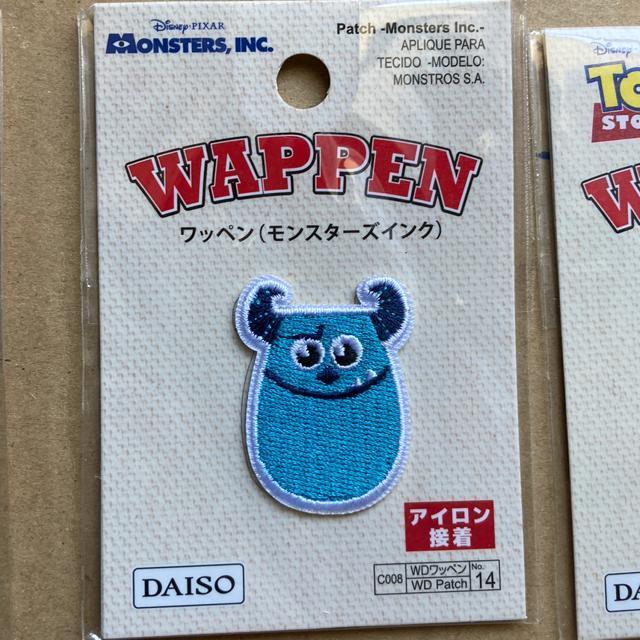 Disney·PIXAR
MONSTERS, INC.
Patch -Monsters Inc.-
APLIQUE PARA
TECIDO -MODELO:
MONSTROS S.A.
WAPPEN
ワッペン(モンスターズインク)
アイロン
接着
DAISO
C008
WDワッペン
WD Patch
No.
14
Disney
STO
DA